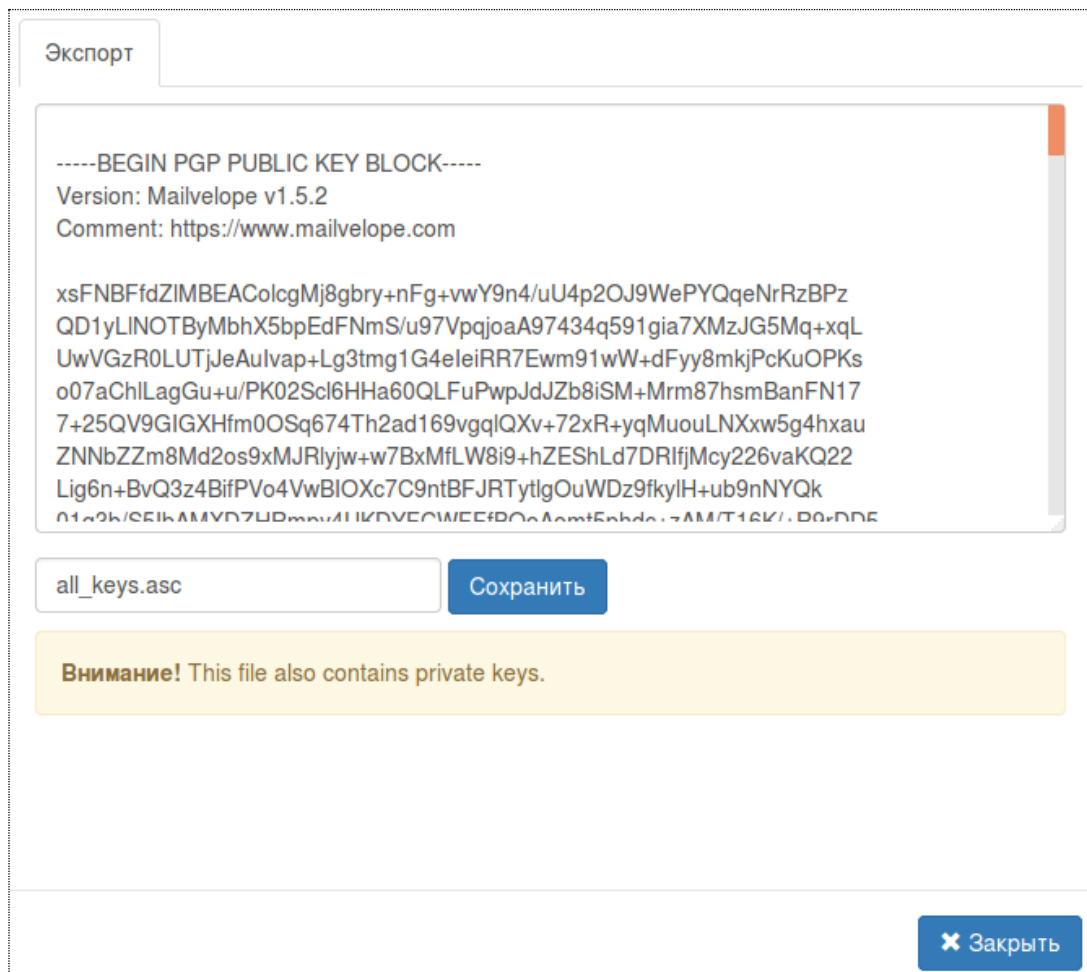 Экспорт
-----BEGIN PGP PUBLIC KEY BLOCK-----
Version: Mailvelope v1.5.2
Comment: https://www.mailvelope.com
xsFNBFfdZlMBEAColcgMj8gbry+nFg+vwY9n4/uU4p2OJ9WePYQqeNrRzBPz
QD1yLlNOTByMbhX5bpEdFNmS/u97VpqjoaA97434q591gia7XMzJG5Mq+xqL
UwVGzR0LUTjJeAuIvap+Lg3tmg1G4eIeiRR7Ewm91wW+dFyy8mkjPcKuOPKs
o07aChlLagGu+u/PK02Scl6HHa60QLFuPwpJdJZb8iSM+Mrm87hsmBanFN17
7+25QV9GIGXHfm0OSq674Th2ad169vgqlQXv+72xR+yqMuouLNXxw5g4hxau
ZNNbZZm8Md2os9xMJRlyjw+w7BxMfLW8i9+hZEShLd7DRIfjMcy226vaKQ22
Lig6n+BvQ3z4BifPVo4VwBIOXc7C9ntBFJRTytlgOuWDz9fkylH+ub9nNYQk
all_keys.asc
Сохранить
Внимание! This file also contains private keys.
✖ Закрыть